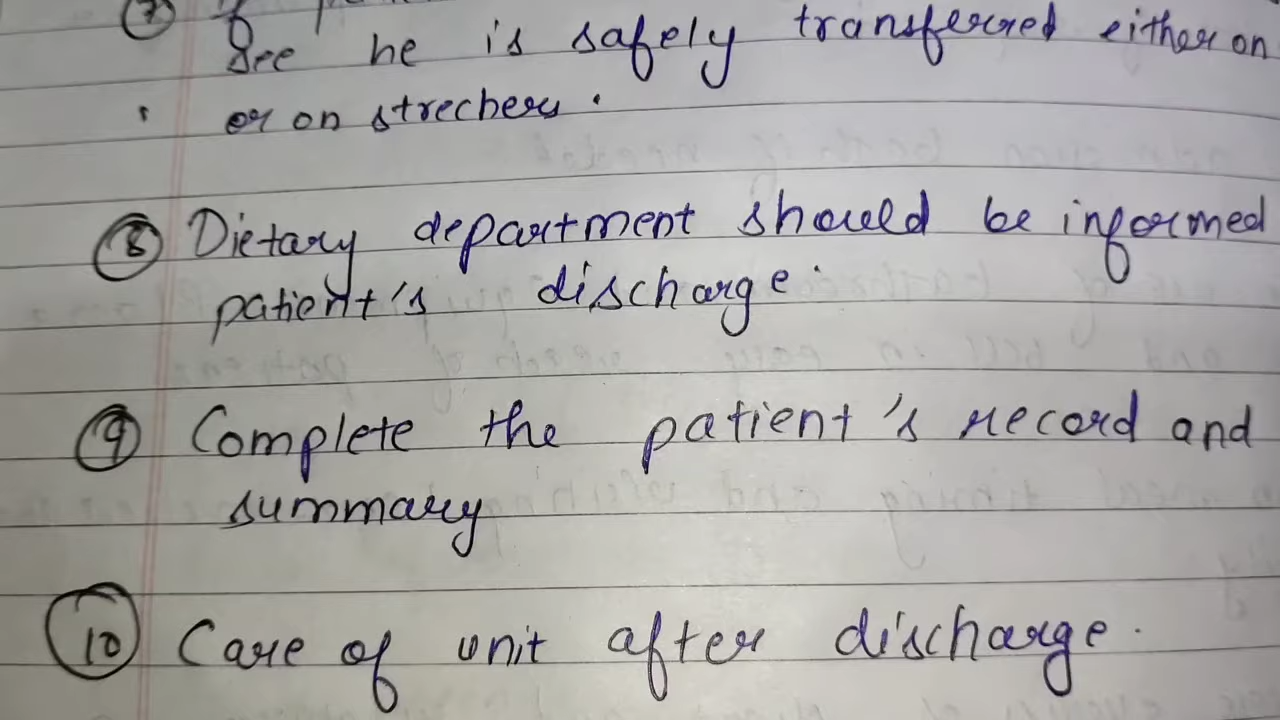 ⑦
See he is safely transferred either on
or on strechers.
⑧ Dietary department should be informed
patient's discharge.
⑨ Complete the patient's record and
summary
⑩ Care of unit after discharge.